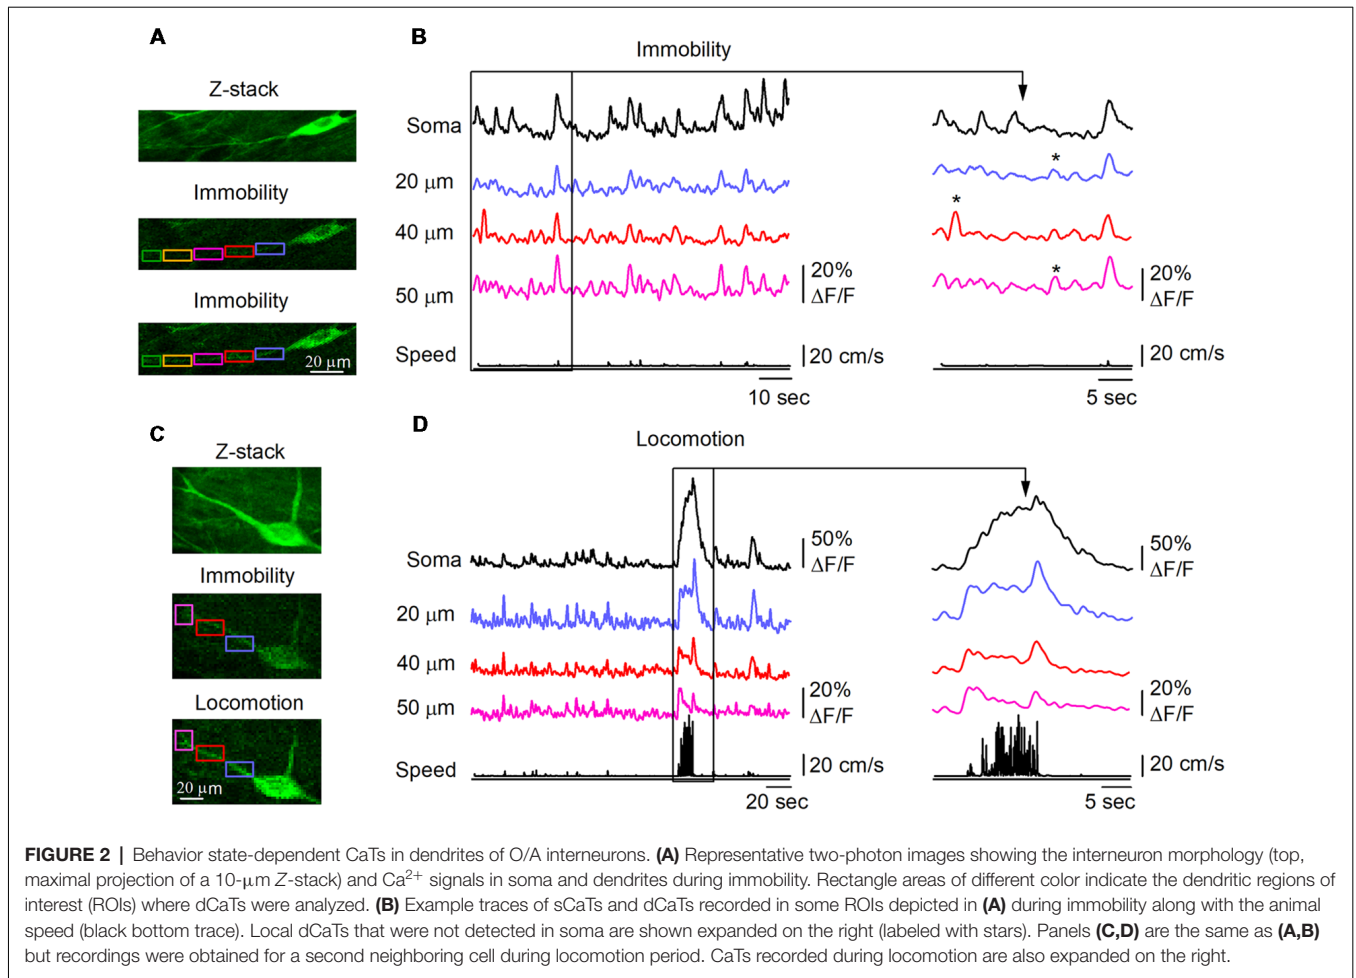 A
Z-stack
Immobility
Immobility
20 μm
B
Immobility
Soma
20 μm
40 μm
50 μm
Speed
20%
ΔF/F
20 cm/s
10 sec
*
*
*
20%
ΔF/F
20 cm/s
5 sec
C
Z-stack
Immobility
Locomotion
20 μm
D
Locomotion
Soma
20 μm
40 μm
50 μm
Speed
50%
ΔF/F
20%
ΔF/F
20 cm/s
20 sec
50%
ΔF/F
20%
ΔF/F
20 cm/s
5 sec
FIGURE 2 | Behavior state-dependent CaTs in dendrites of O/A interneurons. (A) Representative two-photon images showing the interneuron morphology (top,
maximal projection of a 10-μm Z-stack) and Ca2+ signals in soma and dendrites during immobility. Rectangle areas of different color indicate the dendritic regions of
interest (ROIs) where dCaTs were analyzed. (B) Example traces of sCaTs and dCaTs recorded in some ROIs depicted in (A) during immobility along with the animal
speed (black bottom trace). Local dCaTs that were not detected in soma are shown expanded on the right (labeled with stars). Panels (C,D) are the same as (A,B)
but recordings were obtained for a second neighboring cell during locomotion period. CaTs recorded during locomotion are also expanded on the right.